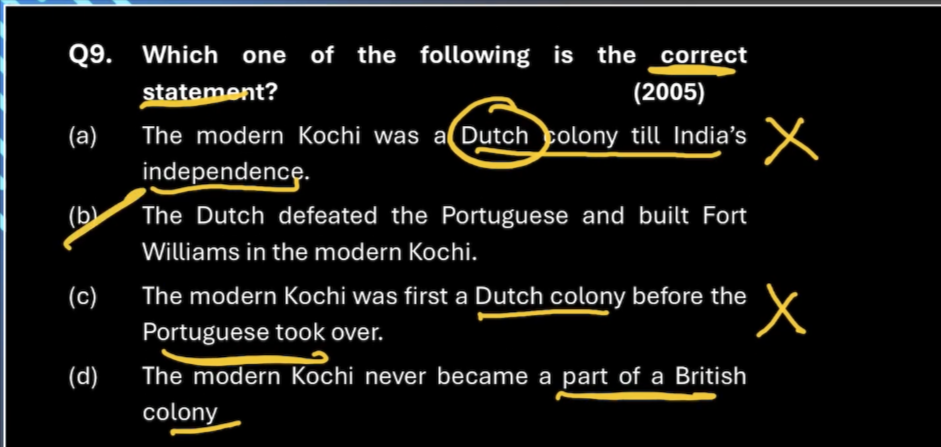 Q9. Which one of the following is the correct
statement? (2005)
(a) The modern Kochi was a Dutch colony till India's
independence.
(b) The Dutch defeated the Portuguese and built Fort
Williams in the modern Kochi.
(c) The modern Kochi was first a Dutch colony before the
Portuguese took over.
(d) The modern Kochi never became a part of a British
colony